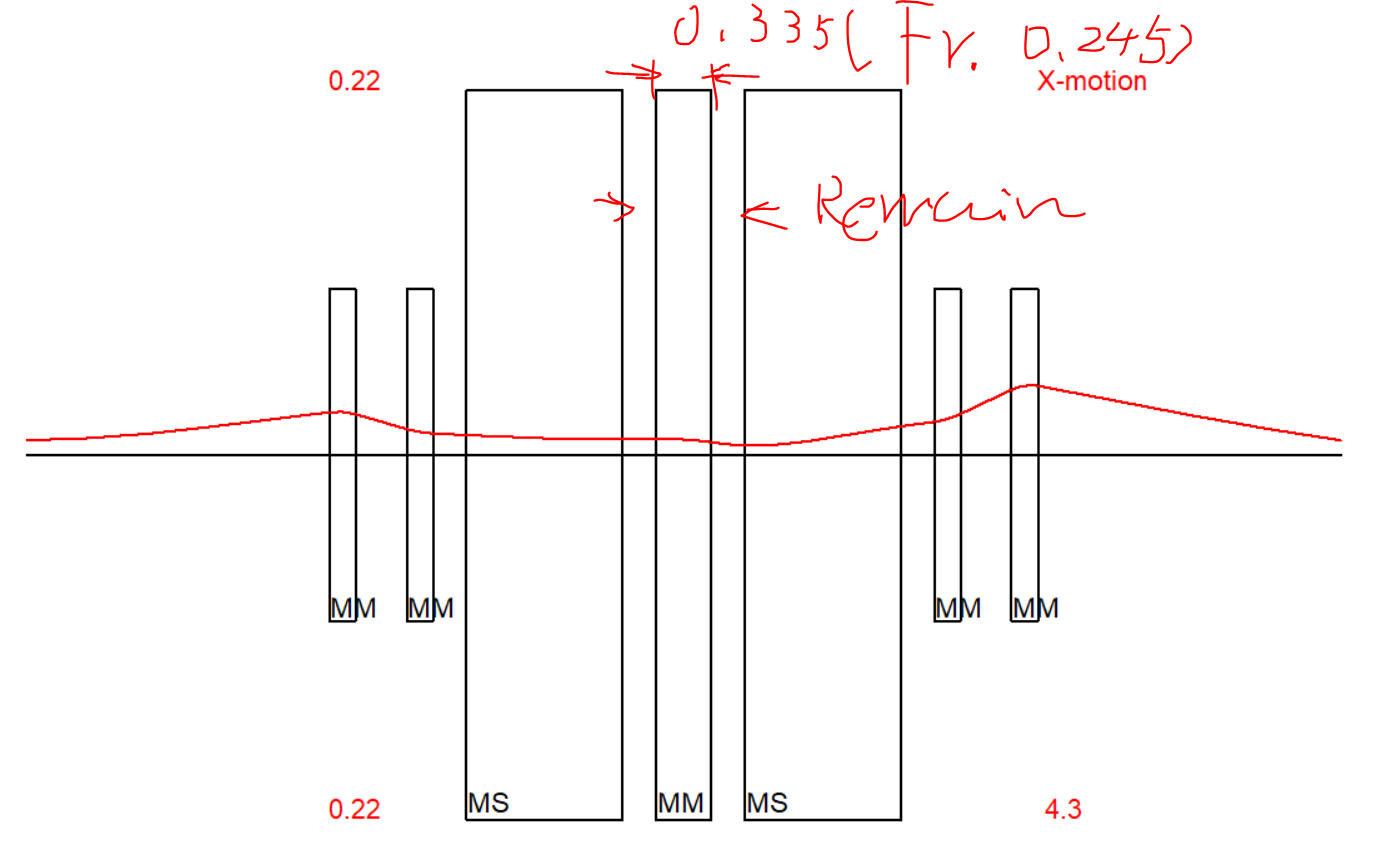 0.335( Fr. 0.245)
0.22 X-motion
Remain
MM MM MM MM
MS MM MS
0.22 4.3